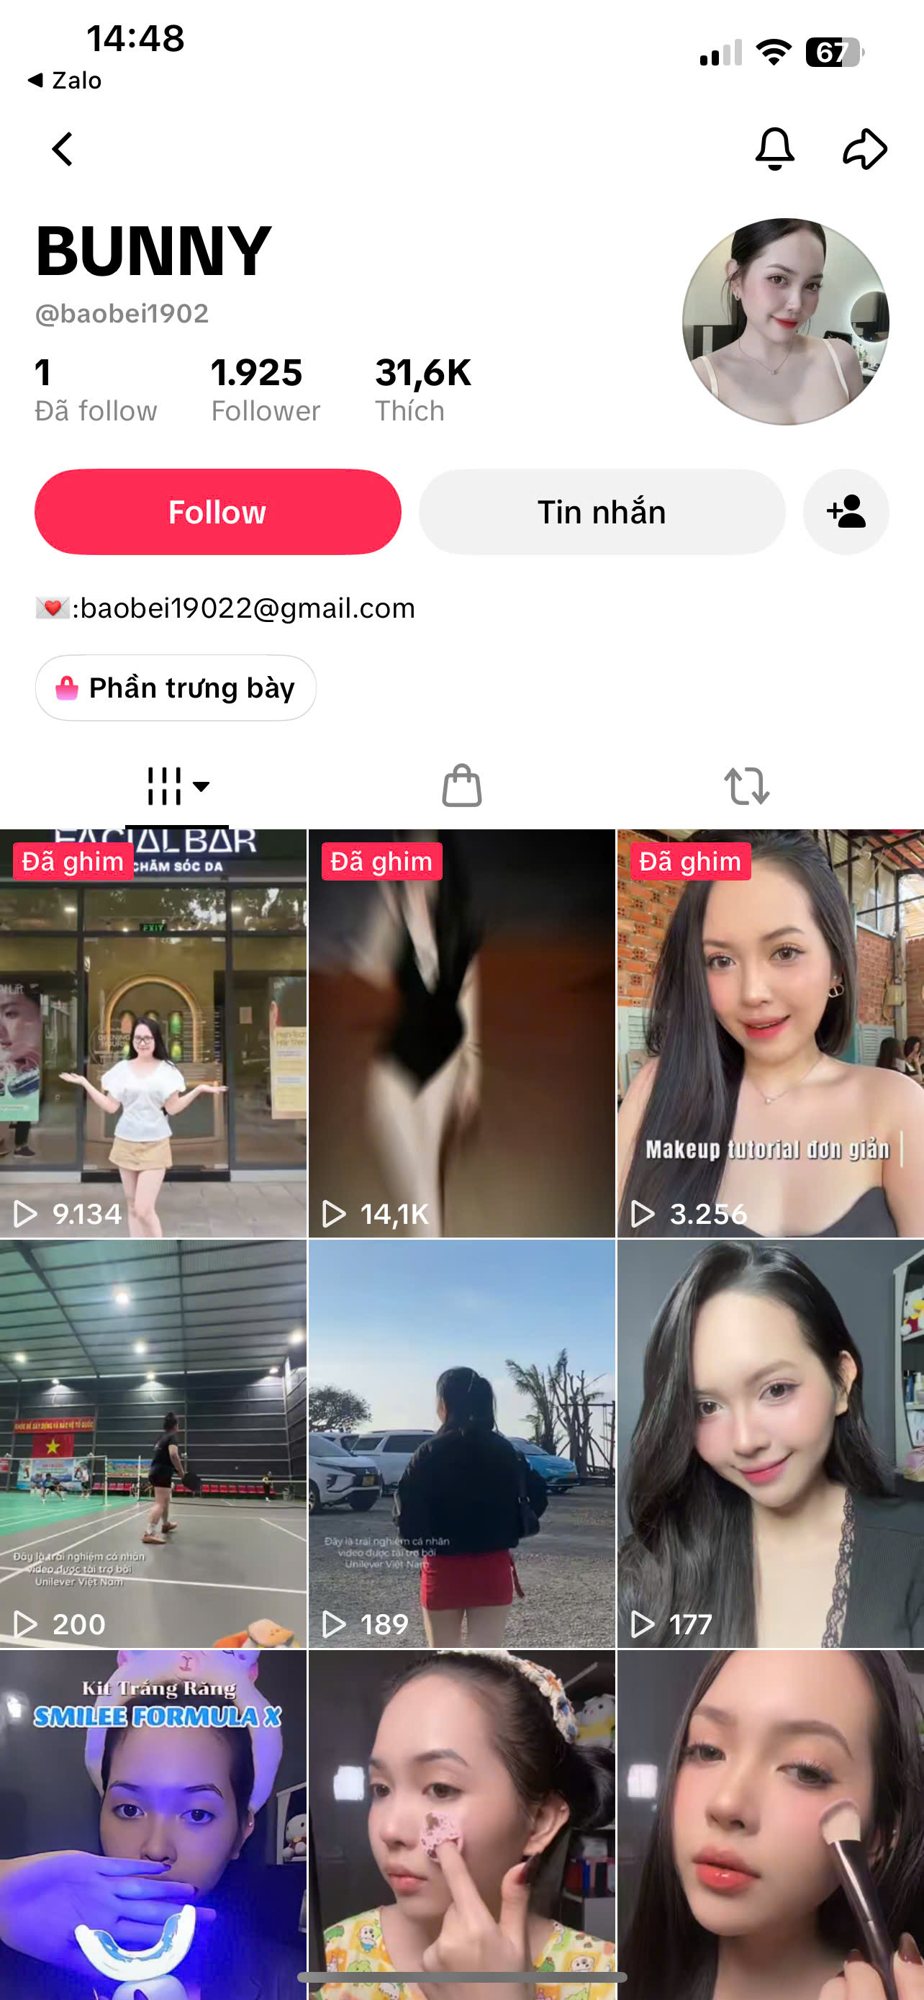 14:48
67
Zalo
BUNNY
@baobei1902
1
1.925
31,6K
Đã follow
Follower
Thích
Follow
Tin nhắn
:baobei19022@gmail.com
Phần trưng bày
FACIAL BAR
CHĂM SÓC DA
Đã ghim
EXIT
9.134
Đã ghim
14,1K
Đã ghim
Makeup tutorial đơn giản
3.256
Đây là trải nghiệm cá nhân
video được tài trợ bởi
Unilever Việt Nam
200
Đây là trải nghiệm cá nhân
video được tài trợ bởi
Unilever Việt Nam
189
177
Kit Trắng Răng
SMILEE FORMULA X